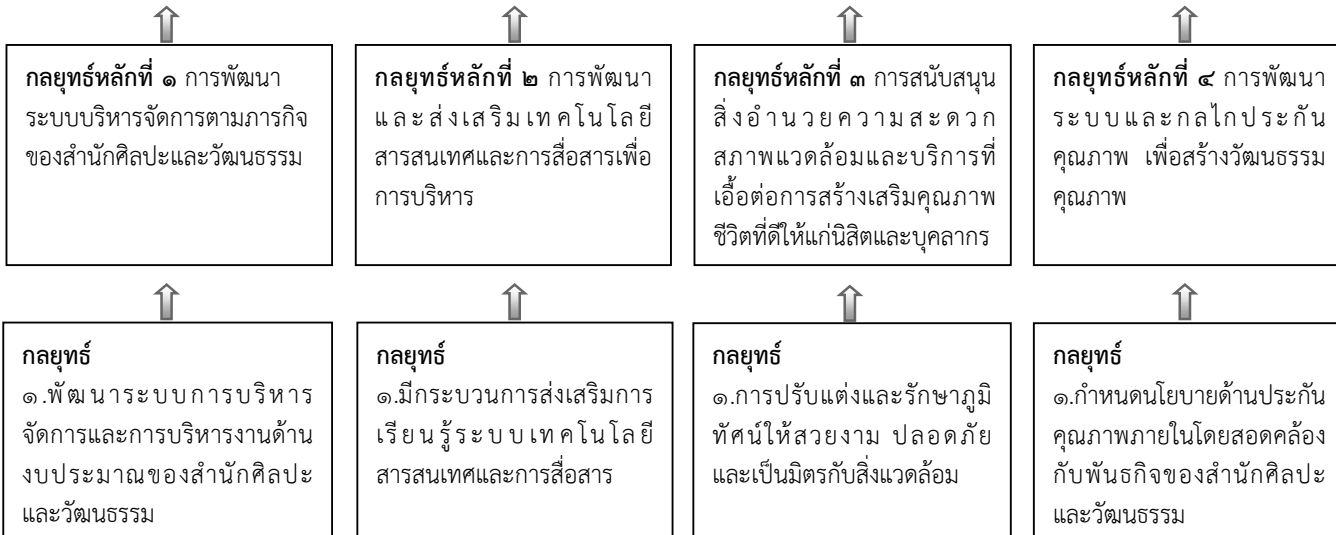 กลยุทธ์หลักที่ ๑ การพัฒนา
ระบบบริหารจัดการตามภารกิจ
ของสำนักศิลปะและวัฒนธรรม
กลยุทธ์หลักที่ ๒ การพัฒนา
และส่งเสริมเทคโนโลยี
สารสนเทศและการสื่อสารเพื่อ
การบริหาร
กลยุทธ์หลักที่ ๓ การสนับสนุน
สิ่งอำนวยความสะดวก
สภาพแวดล้อมและบริการที่
เอื้อต่อการสร้างเสริมคุณภาพ
ชีวิตที่ดีให้แก่นิสิตและบุคลากร
กลยุทธ์หลักที่ ๔ การพัฒนา
ระบบและกลไกประกัน
คุณภาพ เพื่อสร้างวัฒนธรรม
คุณภาพ
กลยุทธ์
๑.พัฒนาระบบการบริหาร
จัดการและการบริหารงานด้าน
งบประมาณของสำนักศิลปะ
และวัฒนธรรม
กลยุทธ์
๑.มีกระบวนการส่งเสริมการ
เรียนรู้ระบบเทคโนโลยี
สารสนเทศและการสื่อสาร
กลยุทธ์
๑.การปรับแต่งและรักษาภูมิ
ทัศน์ให้สวยงาม ปลอดภัย
และเป็นมิตรกับสิ่งแวดล้อม
กลยุทธ์
๑.กำหนดนโยบายด้านประกัน
คุณภาพภายในโดยสอดคล้อง
กับพันธกิจของสำนักศิลปะ
และวัฒนธรรม